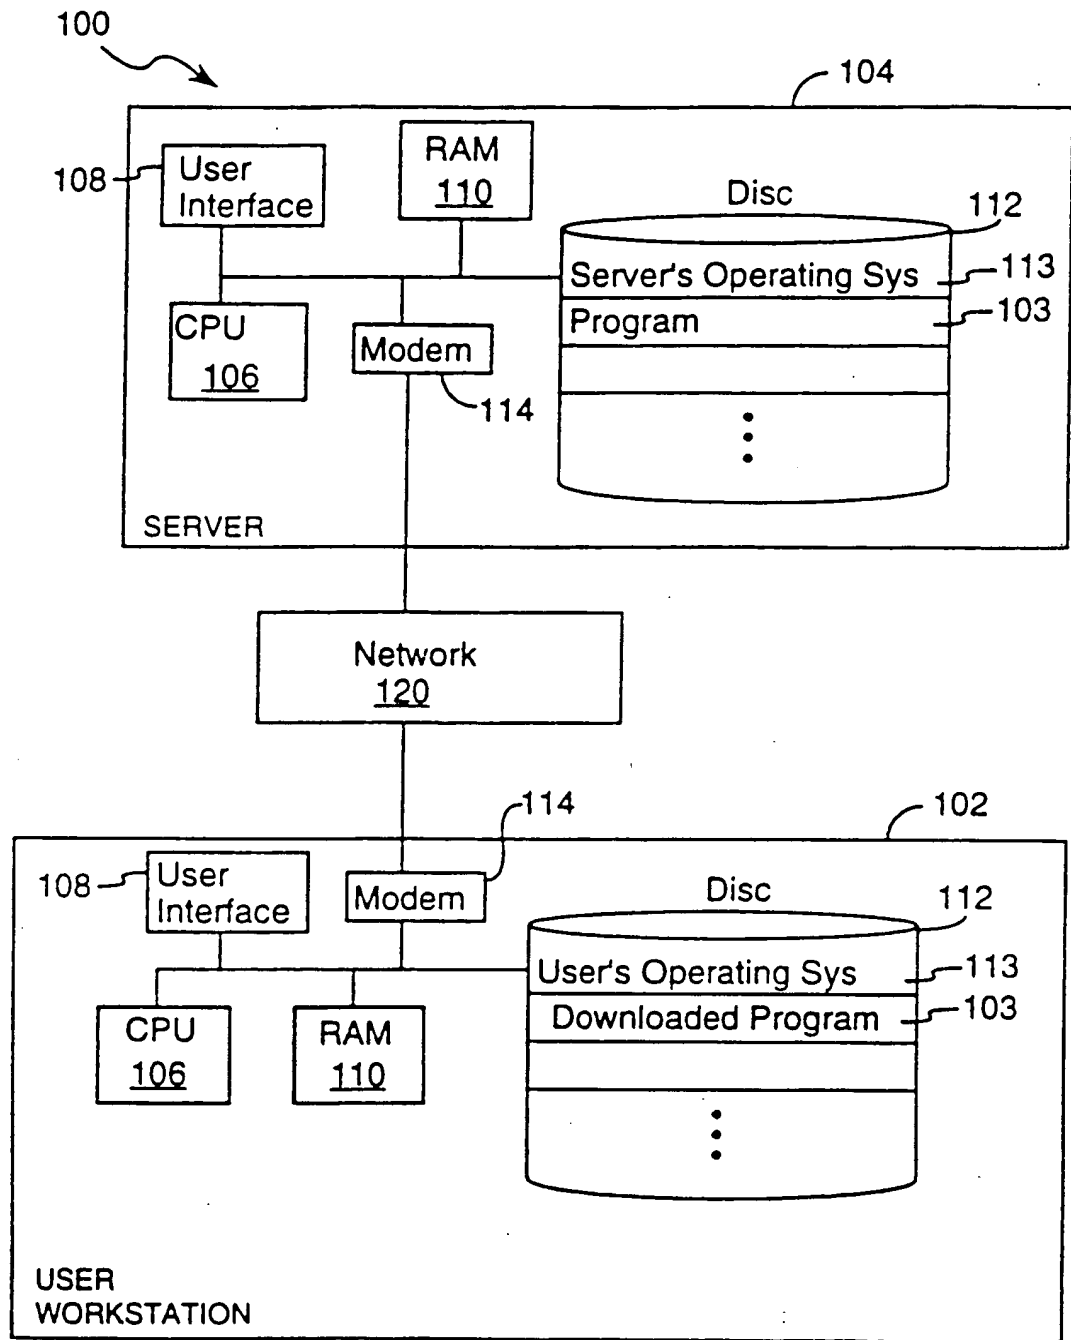 100
104
User
Interface
108
RAM
110
Disc
112
Server's Operating Sys
113
Program
103
CPU
106
Modem
114
SERVER
Network
120
114
102
User
Interface
108
Modem
Disc
112
User's Operating Sys
113
Downloaded Program
103
CPU
106
RAM
110
USER
WORKSTATION